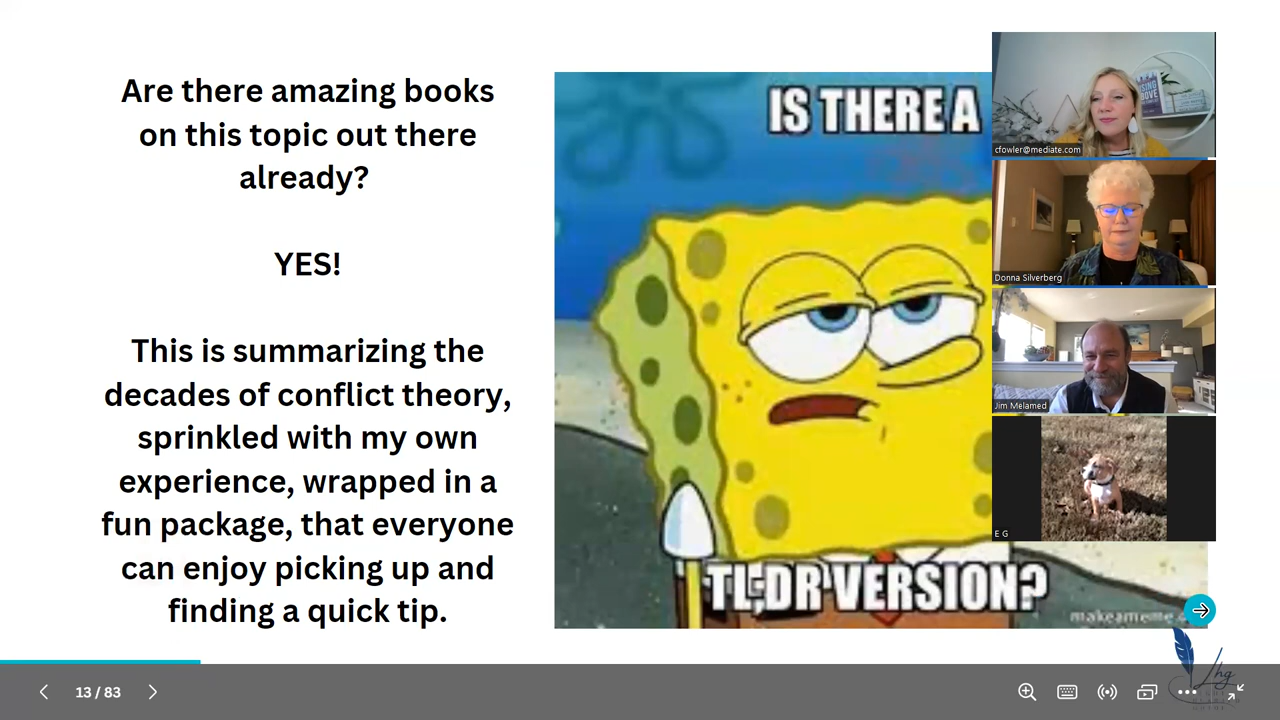 Are there amazing books
on this topic out there
already?
YES!
This is summarizing the
decades of conflict theory,
sprinkled with my own
experience, wrapped in a
fun package, that everyone
can enjoy picking up and
finding a quick tip.
IS THERE A
TL;DR VERSION?
makeameme.
cfowler@mediate.com
Donna Silverberg
Jim Melamed
E G
13 / 83
lhg